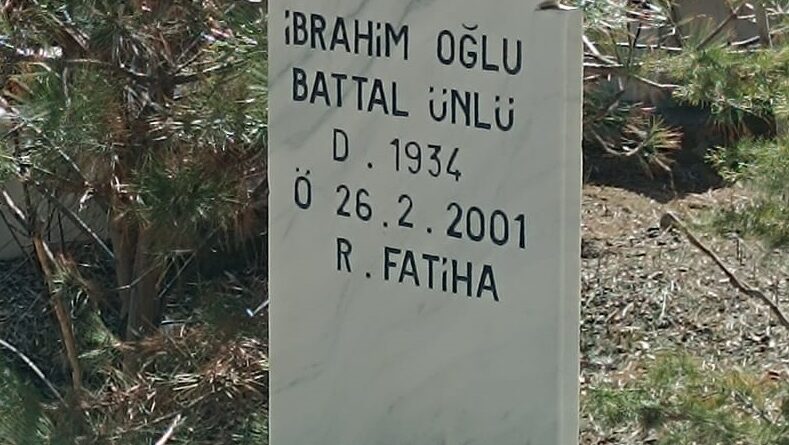 İBRAHİM OĞLU
BATTAL ÜNLÜ
D . 1934
Ö 26 . 2 . 2001
R . FATİHA